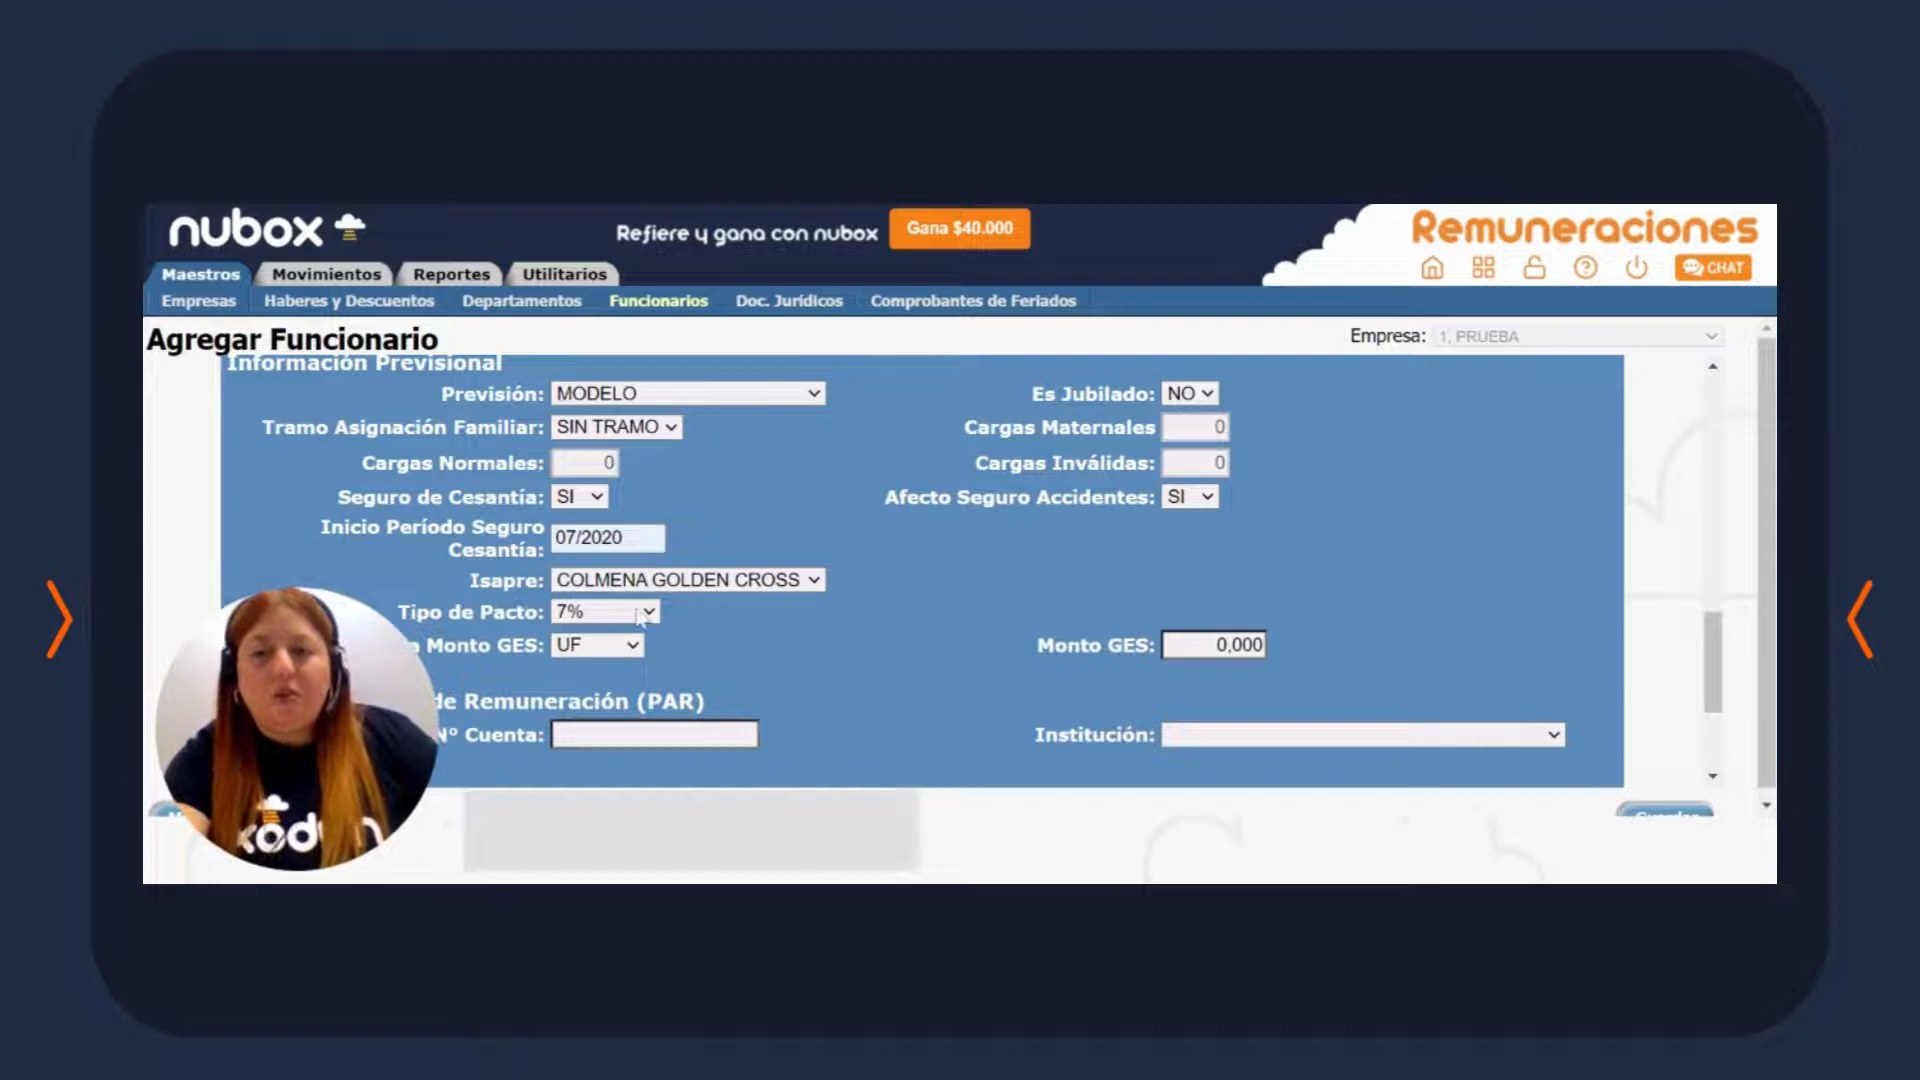 nubox
Refiere y gana con nubox
Gana $40.000
Remuneraciones
CHAT
Maestros
Movimientos
Reportes
Utilitarios
Empresas
Haberes y Descuentos
Departamentos
Funcionarios
Doc. Jurídicos
Comprobantes de Feriados
Agregar Funcionario
Empresa: 1, PRUEBA
Información Previsional
Previsión: MODELO
Es Jubilado: NO
Tramo Asignación Familiar: SIN TRAMO
Cargas Maternales 0
Cargas Normales: 0
Cargas Inválidas: 0
Seguro de Cesantía: SI
Afecto Seguro Accidentes: SI
Inicio Período Seguro
Cesantía: 07/2020
Isapre: COLMENA GOLDEN CROSS
Tipo de Pacto: 7%
Monto GES: UF
Monto GES: 0,000
de Remuneración (PAR)
Nº Cuenta:
Institución: